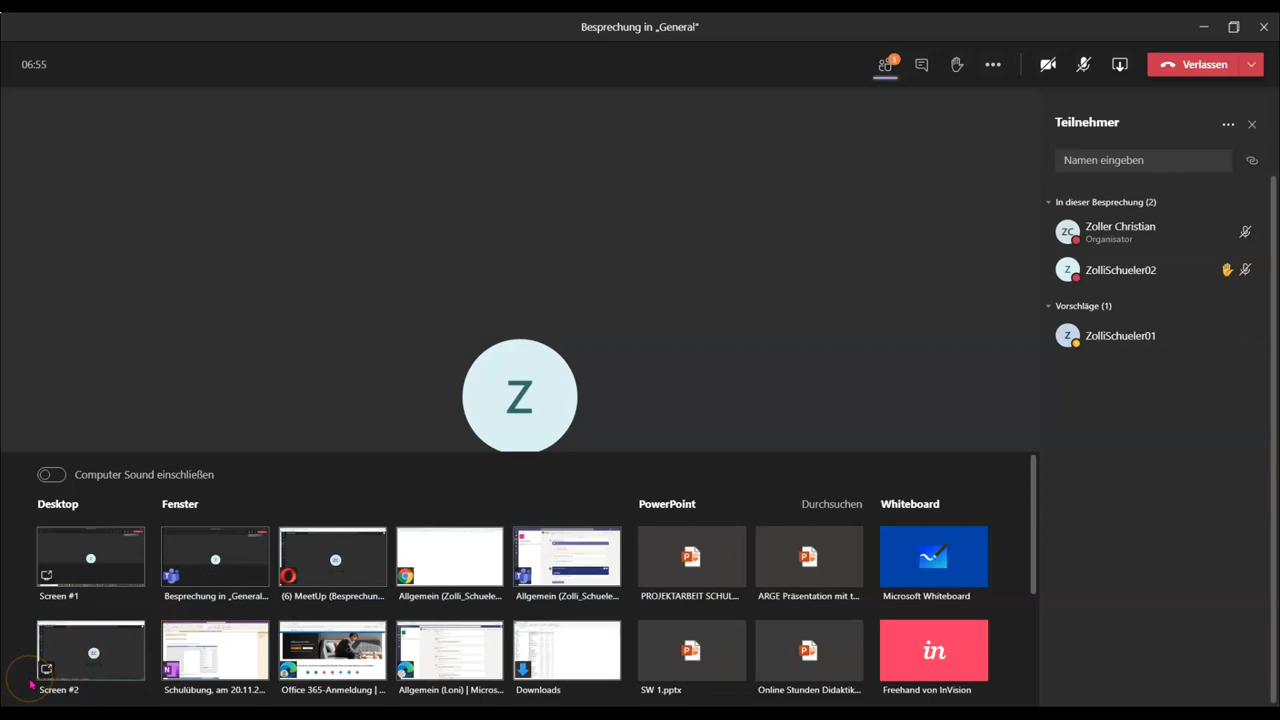 Besprechung in „General“
06:55
1
Verlassen
Teilnehmer
Namen eingeben
In dieser Besprechung (2)
ZC
Zoller Christian
Organisator
Z
ZolliSchueler02
Vorschläge (1)
Z
ZolliSchueler01
Z
Computer Sound einschließen
Desktop
Fenster
PowerPoint
Durchsuchen
Whiteboard
Screen #1
Besprechung in „General...
(6) MeetUp (Besprechun...
Allgemein (Zolli_Schuele...
Allgemein (Zolli_Schuele...
PROJEKTARBEIT SCHUL...
ARGE Präsentation mit t...
Microsoft Whiteboard
in
Screen #2
Schulübung, am 20.11.2...
Office 365-Anmeldung | ...
Allgemein (Loni) | Micros...
Downloads
SW 1.pptx
Online Stunden Didaktik...
Freehand von InVision